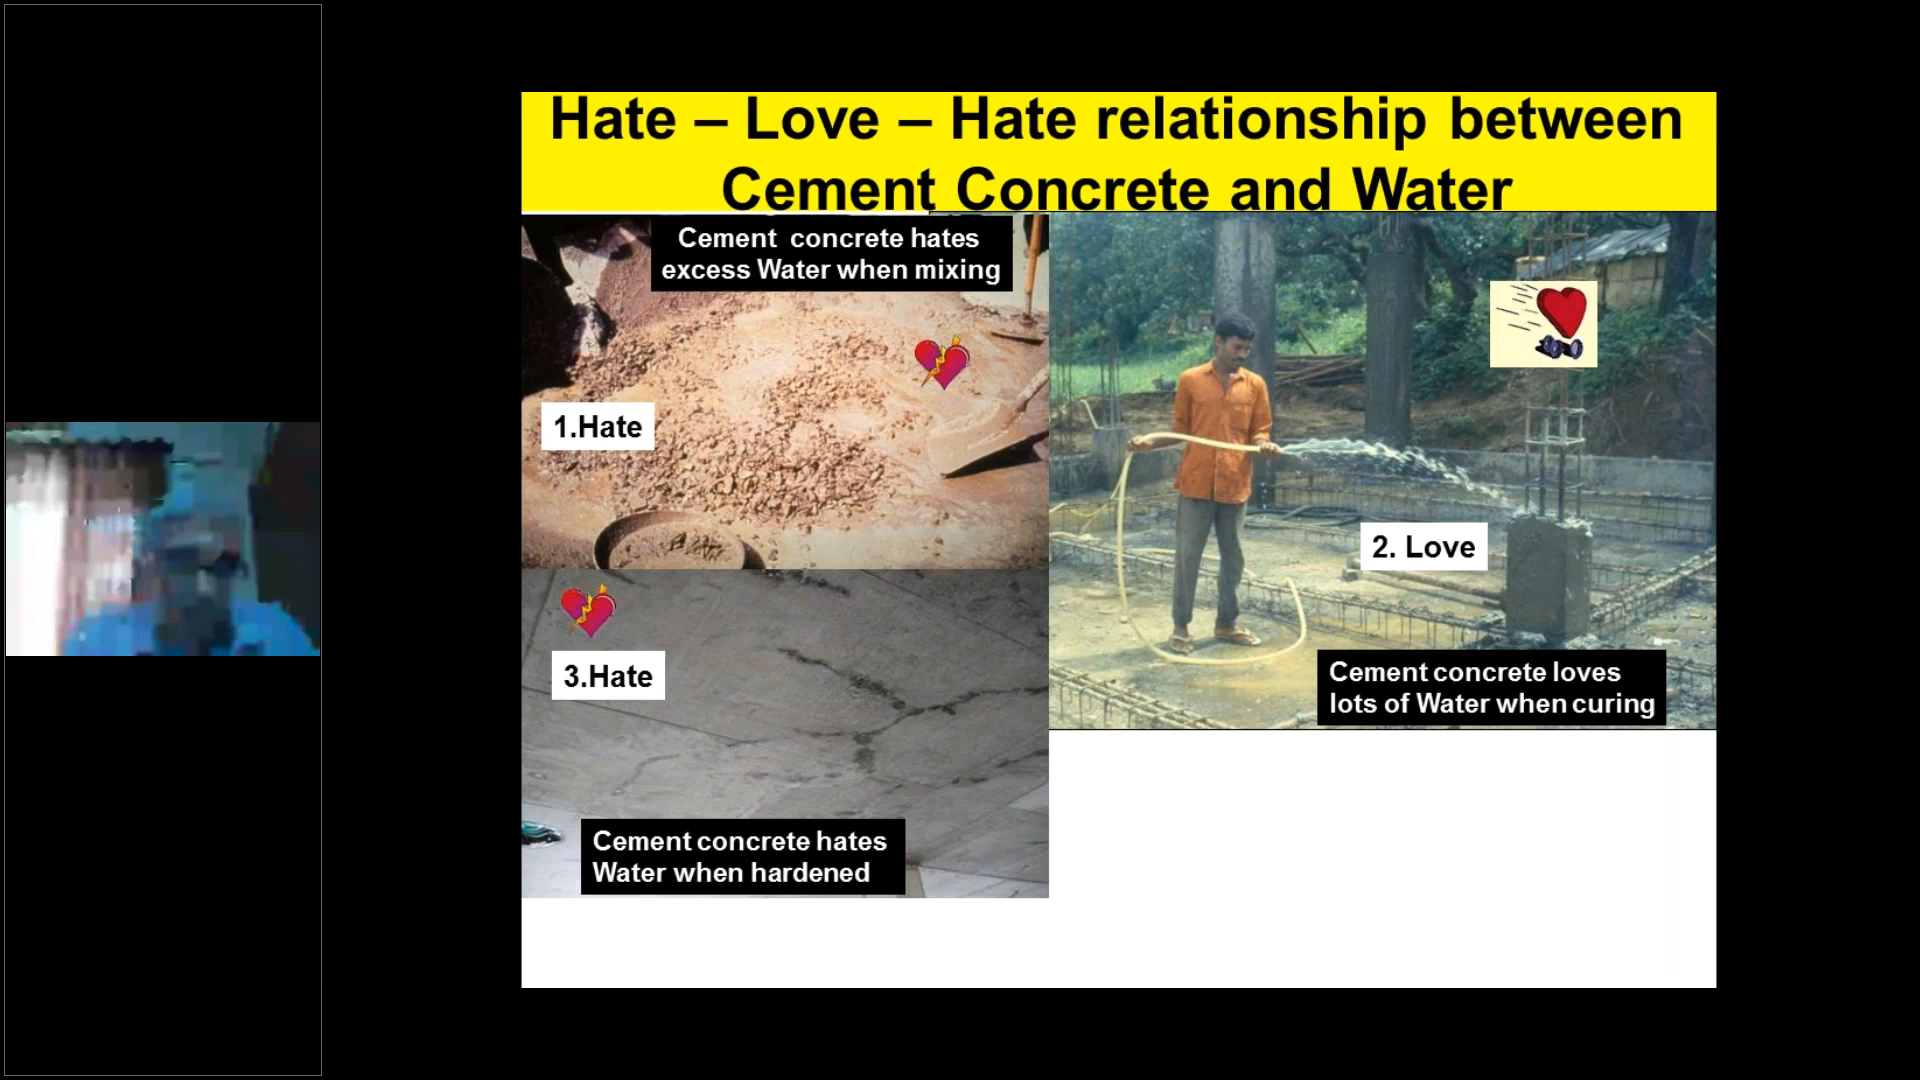 Hate – Love – Hate relationship between
Cement Concrete and Water
Cement concrete hates
excess Water when mixing
1.Hate
2. Love
Cement concrete loves
lots of Water when curing
3.Hate
Cement concrete hates
Water when hardened